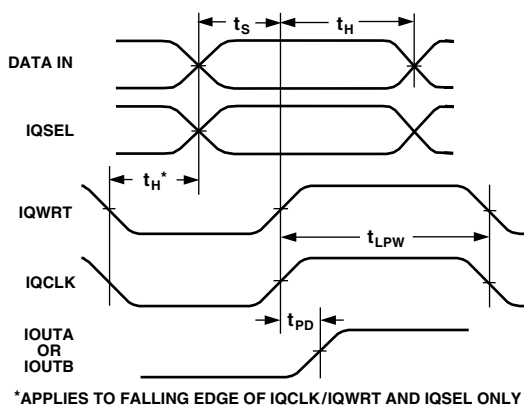 tS
tH
DATA IN
IQSEL
tH*
IQWRT
tLPW
IQCLK
tPD
IOUTA
OR
IOUTB
*APPLIES TO FALLING EDGE OF IQCLK/IQWRT AND IQSEL ONLY